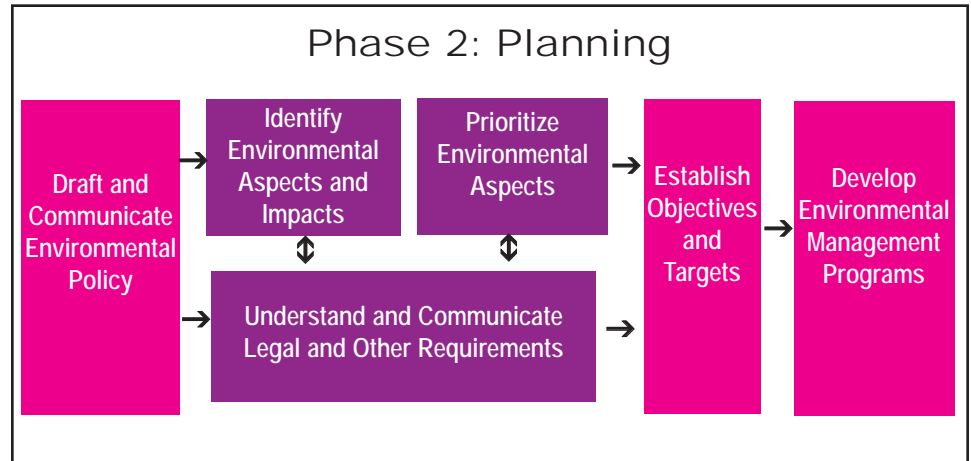 Phase 2: Planning
Draft and
Communicate
Environmental
Policy
Identify
Environmental
Aspects and
Impacts
Prioritize
Environmental
Aspects
Understand and Communicate
Legal and Other Requirements
Establish
Objectives
and
Targets
Develop
Environmental
Management
Programs